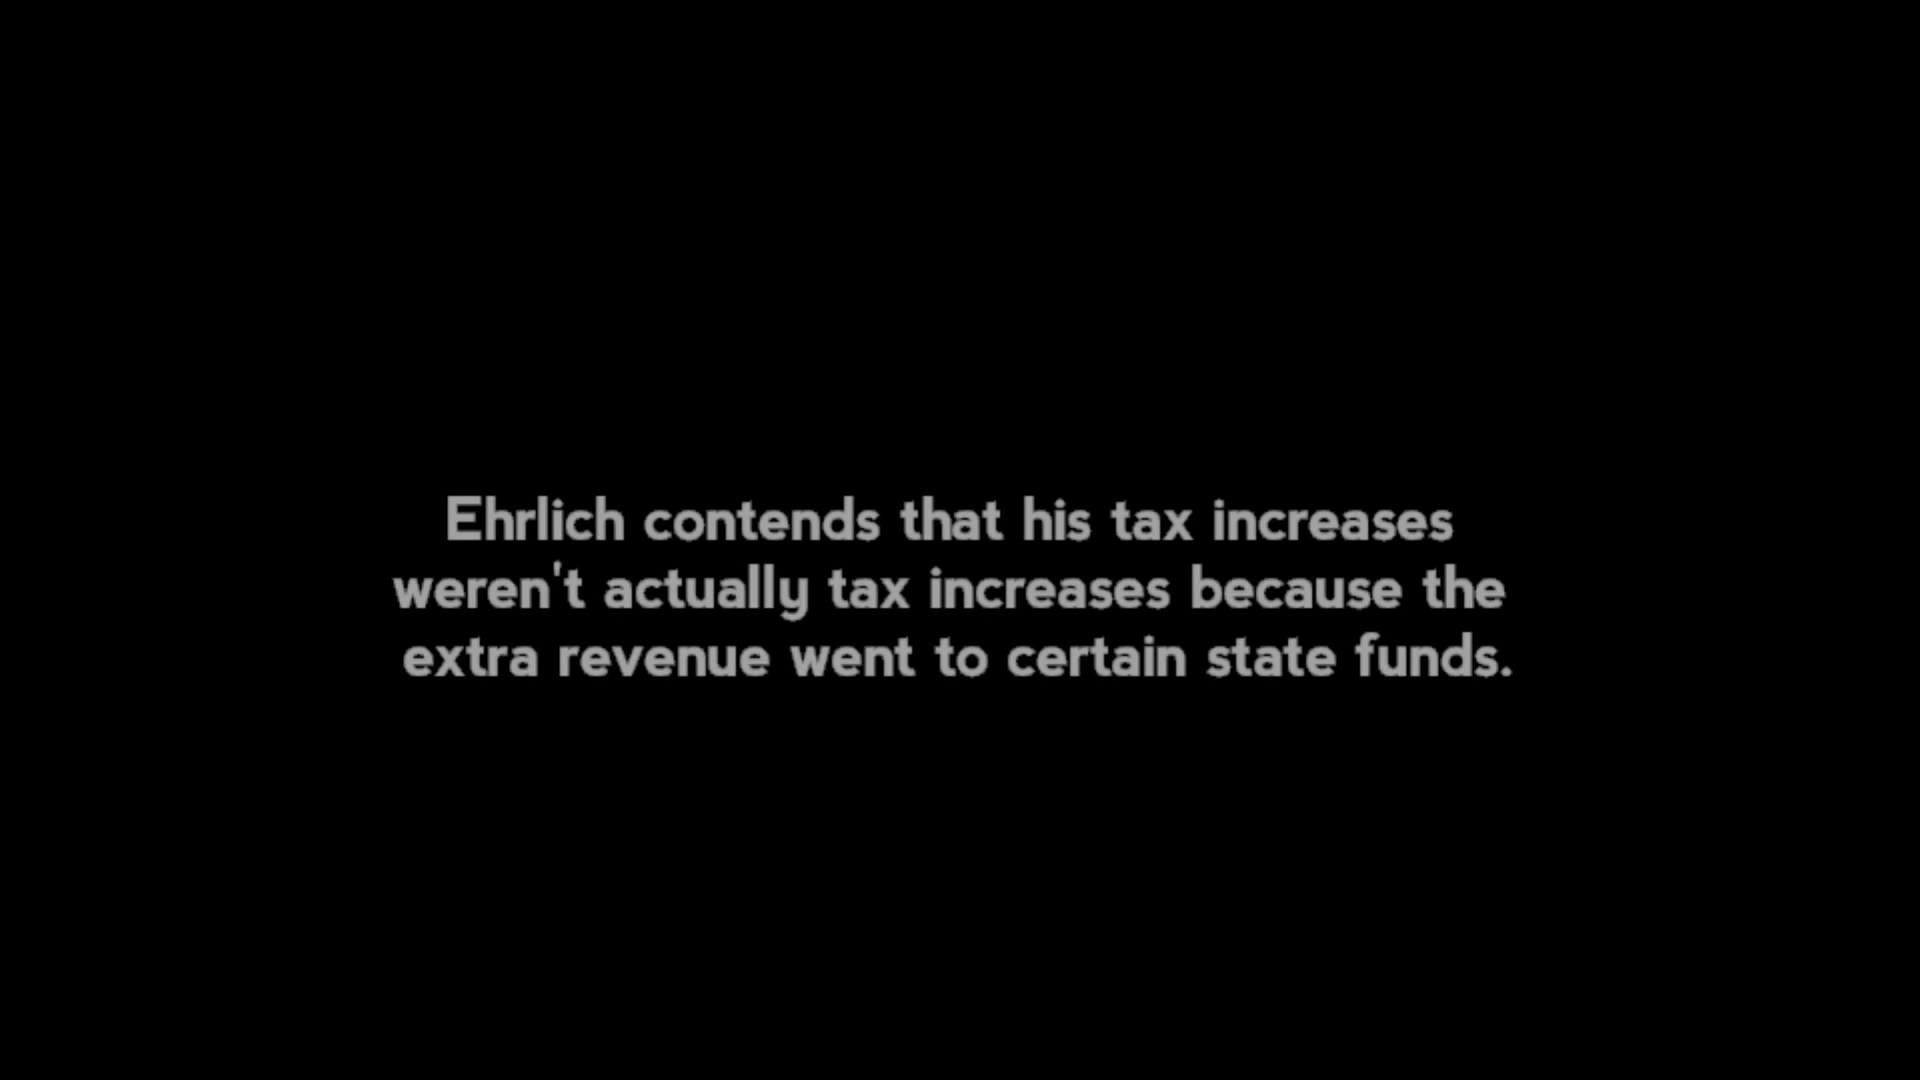 Ehrlich contends that his tax increases
weren't actually tax increases because the
extra revenue went to certain state funds.